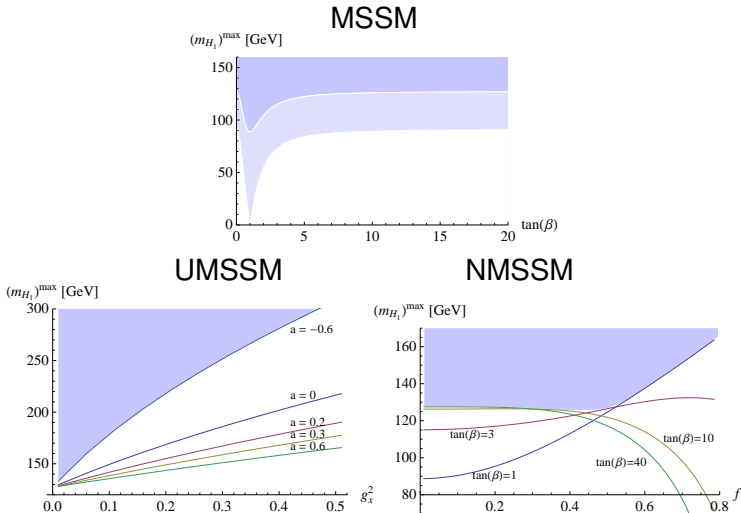 MSSM
(m_{H_1})^{max} [GeV]
150
100
50
0
0 5 10 15 20 tan(β)
UMSSM
(m_{H_1})^{max} [GeV]
300
250
200
150
a = −0.6
a = 0
a = 0.2
a = 0.3
a = 0.6
0.0 0.1 0.2 0.3 0.4 0.5 g_x^2
NMSSM
(m_{H_1})^{max} [GeV]
160
140
120
100
80
tan(β)=3
tan(β)=10
tan(β)=1
tan(β)=40
0.0 0.2 0.4 0.6 0.8 f